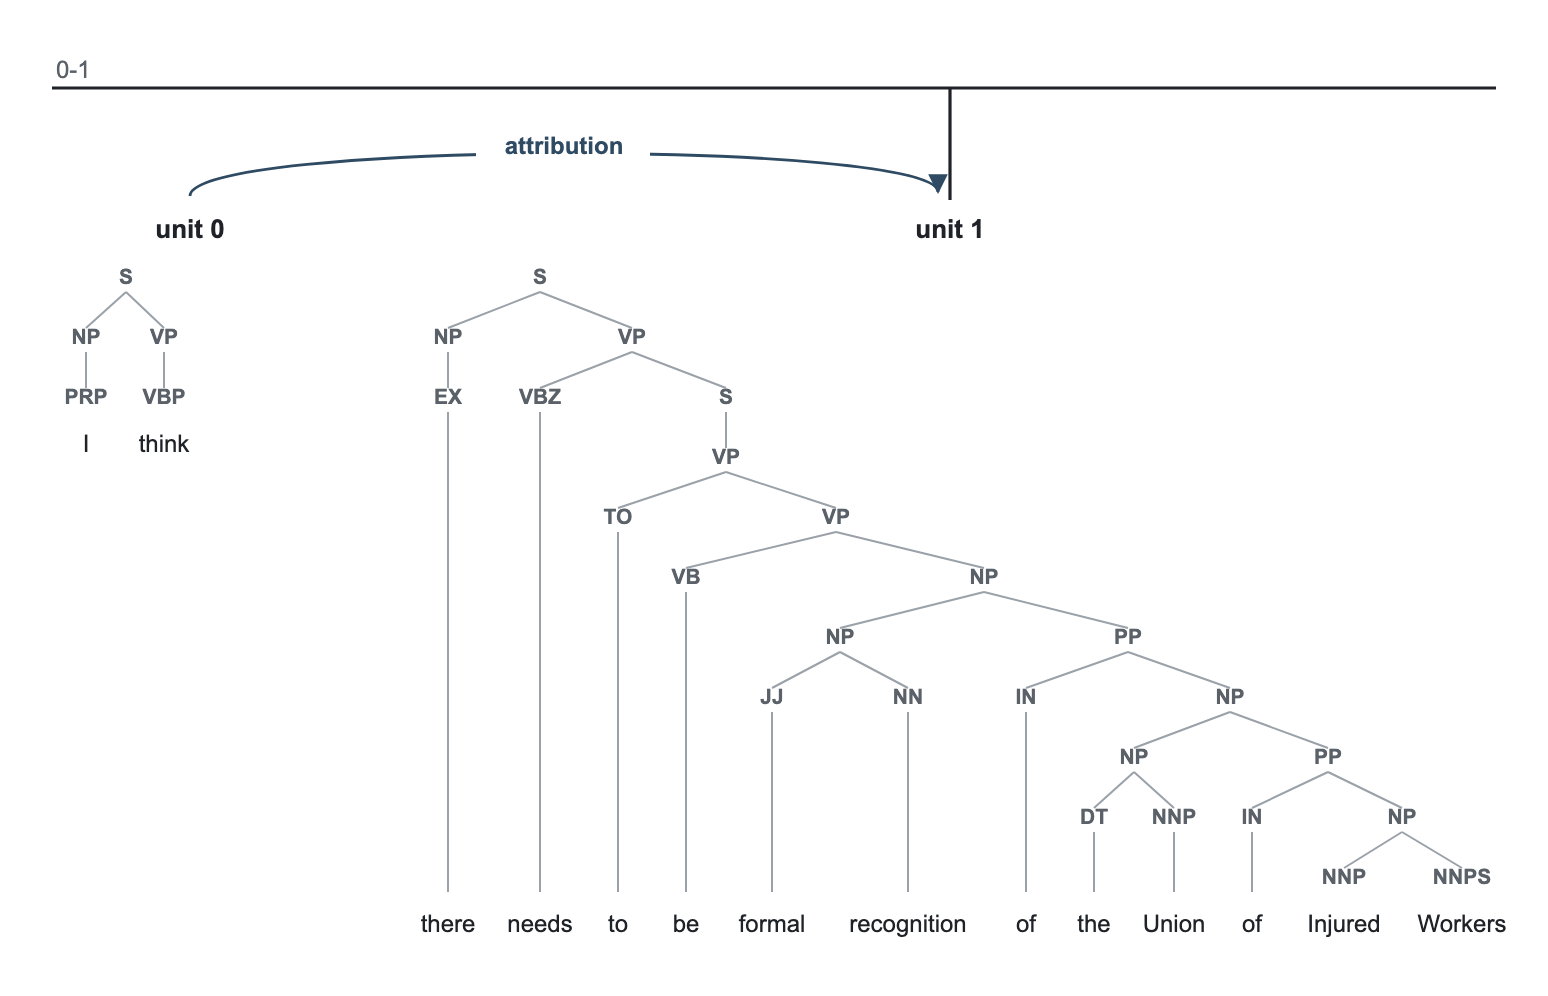 0-1
attribution
unit 0 unit 1
S S
NP VP NP VP
PRP VBP EX VBZ S
I think
VP
TO VP
VB NP
NP PP
JJ NN IN NP
NP PP
DT NNP IN NP
NNP NNPS
there needs to be formal recognition of the Union of Injured Workers